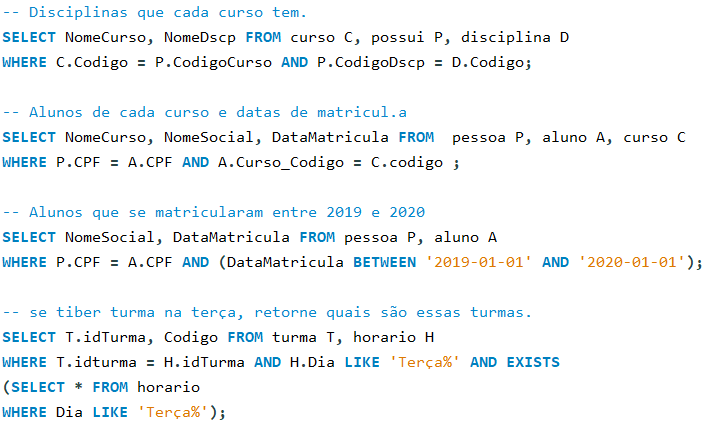 -- Disciplinas que cada curso tem.
SELECT NomeCurso, NomeDscp FROM curso C, possui P, disciplina D
WHERE C.Codigo = P.CodigoCurso AND P.CodigoDscp = D.Codigo;
-- Alunos de cada curso e datas de matricul.a
SELECT NomeCurso, NomeSocial, DataMatricula FROM  pessoa P, aluno A, curso C
WHERE P.CPF = A.CPF AND A.Curso_Codigo = C.codigo ;
-- Alunos que se matricularam entre 2019 e 2020
SELECT NomeSocial, DataMatricula FROM pessoa P, aluno A
WHERE P.CPF = A.CPF AND (DataMatricula BETWEEN '2019-01-01' AND '2020-01-01');
-- se tiber turma na terça, retorne quais são essas turmas.
SELECT T.idTurma, Codigo FROM turma T, horario H
WHERE T.idturma = H.idTurma AND H.Dia LIKE 'Terça%' AND EXISTS
(SELECT * FROM horario
WHERE Dia LIKE 'Terça%');